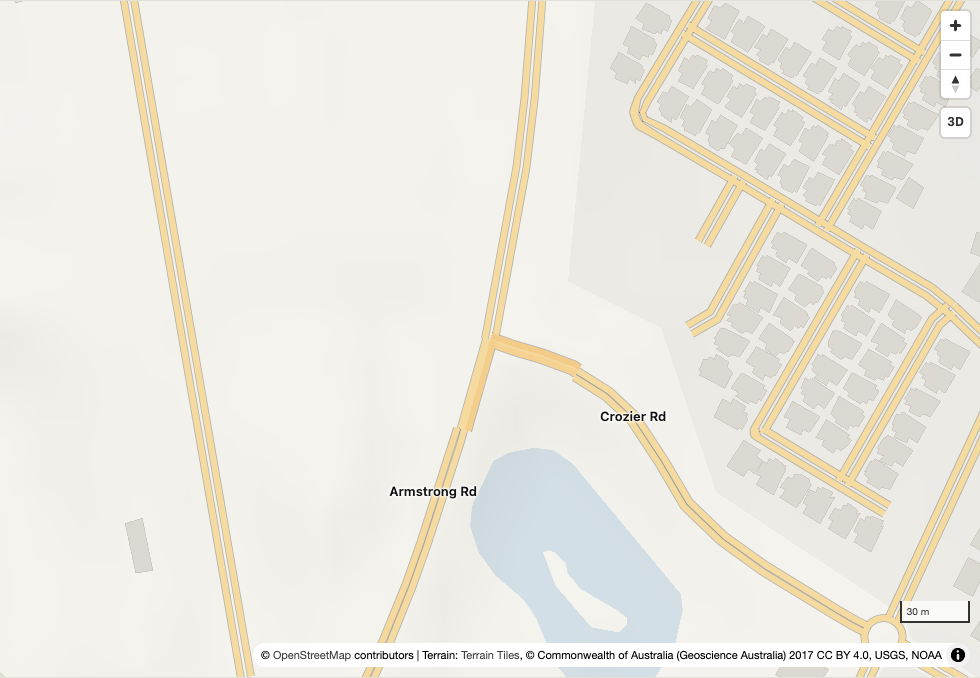 3D
Crozier Rd
Armstrong Rd
30 m
© OpenStreetMap contributors | Terrain: Terrain Tiles, © Commonwealth of Australia (Geoscience Australia) 2017 CC BY 4.0, USGS, NOAA